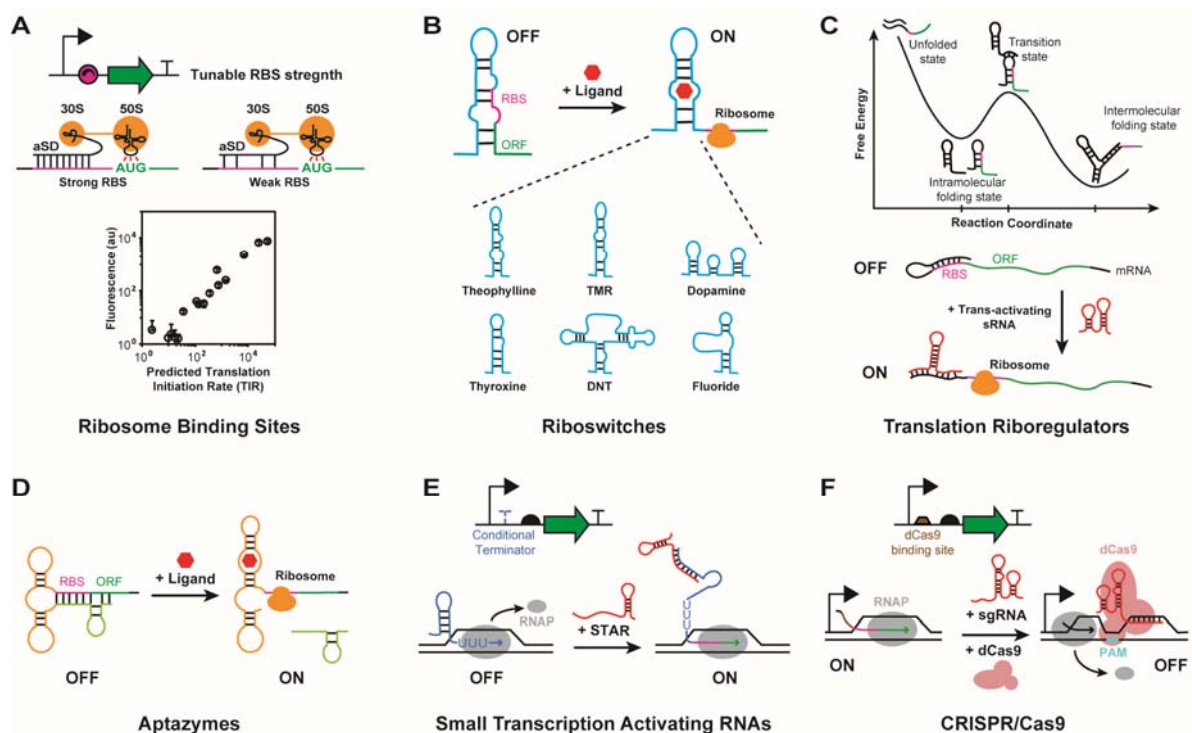 A
Tunable RBS stregnth
30S 50S 30S 50S
aSD aSD
AUG AUG
Strong RBS Weak RBS
Fluorescence (au)
10⁴
10²
10⁰
10⁰ 10² 10⁴
Predicted Translation
Initiation Rate (TIR)
Ribosome Binding Sites
B
OFF ON
+ Ligand
RBS
ORF
Ribosome
Theophylline TMR Dopamine
Thyroxine DNT Fluoride
Riboswitches
C
Free Energy
Unfolded
state
Transition
state
Intermolecular
folding state
Intramolecular
folding state
Reaction Coordinate
OFF
RBS
ORF
mRNA
+ Trans-activating
sRNA
ON
Ribosome
Translation Riboregulators
D
RBS ORF
+ Ligand
Ribosome
OFF ON
Aptazymes
E
Conditional
Terminator
UUU
RNAP
+ STAR
UUU
OFF ON
Small Transcription Activating RNAs
F
dCas9
binding site
dCas9
RNAP
+ sgRNA
+ dCas9
PAM
ON OFF
CRISPR/Cas9